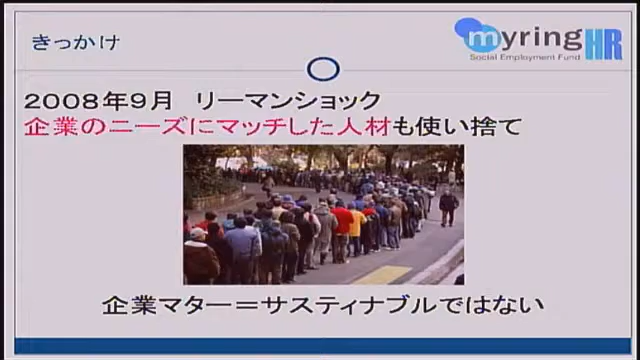 きっかけ
myring HR
Social Employment Fund
2008年9月　リーマンショック
企業のニーズにマッチした人材も使い捨て
企業マター＝サスティナブルではない